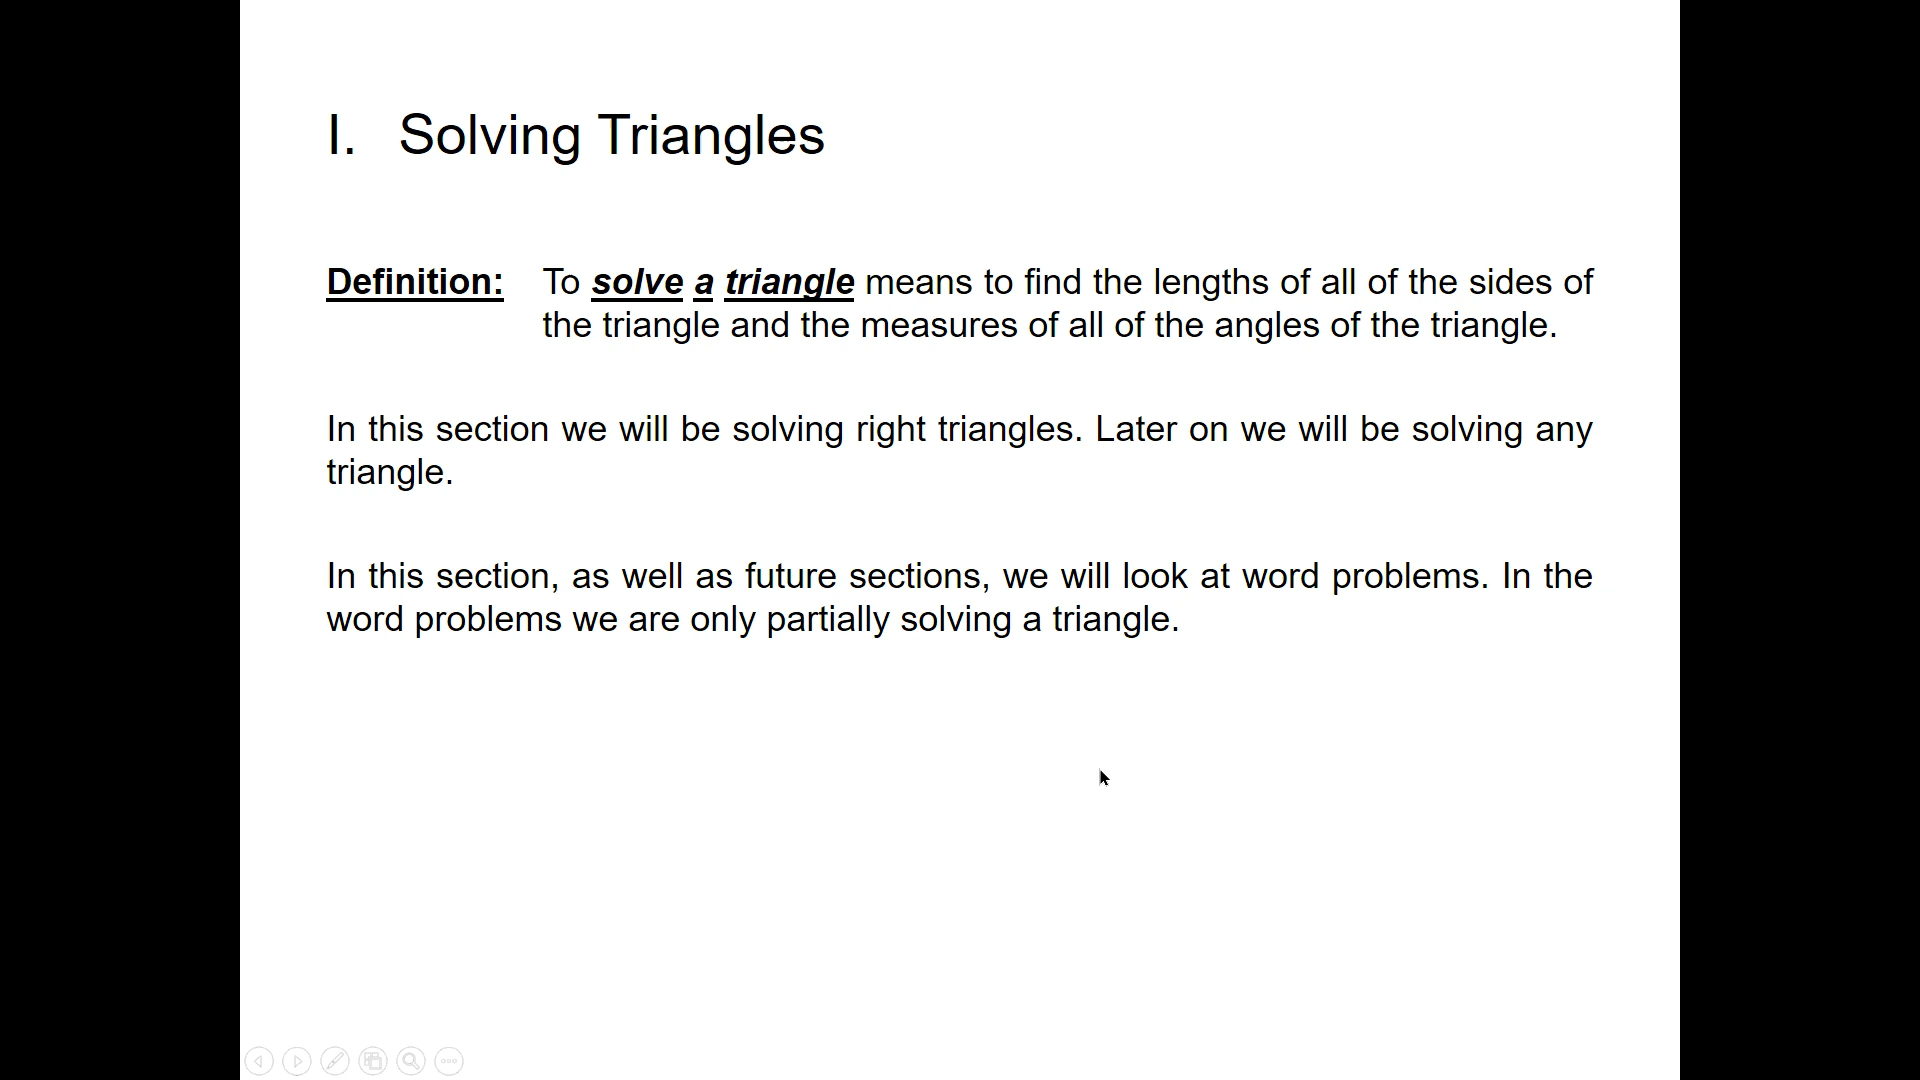 I. Solving Triangles
Definition: To solve a triangle means to find the lengths of all of the sides of
the triangle and the measures of all of the angles of the triangle.
In this section we will be solving right triangles. Later on we will be solving any
triangle.
In this section, as well as future sections, we will look at word problems. In the
word problems we are only partially solving a triangle.